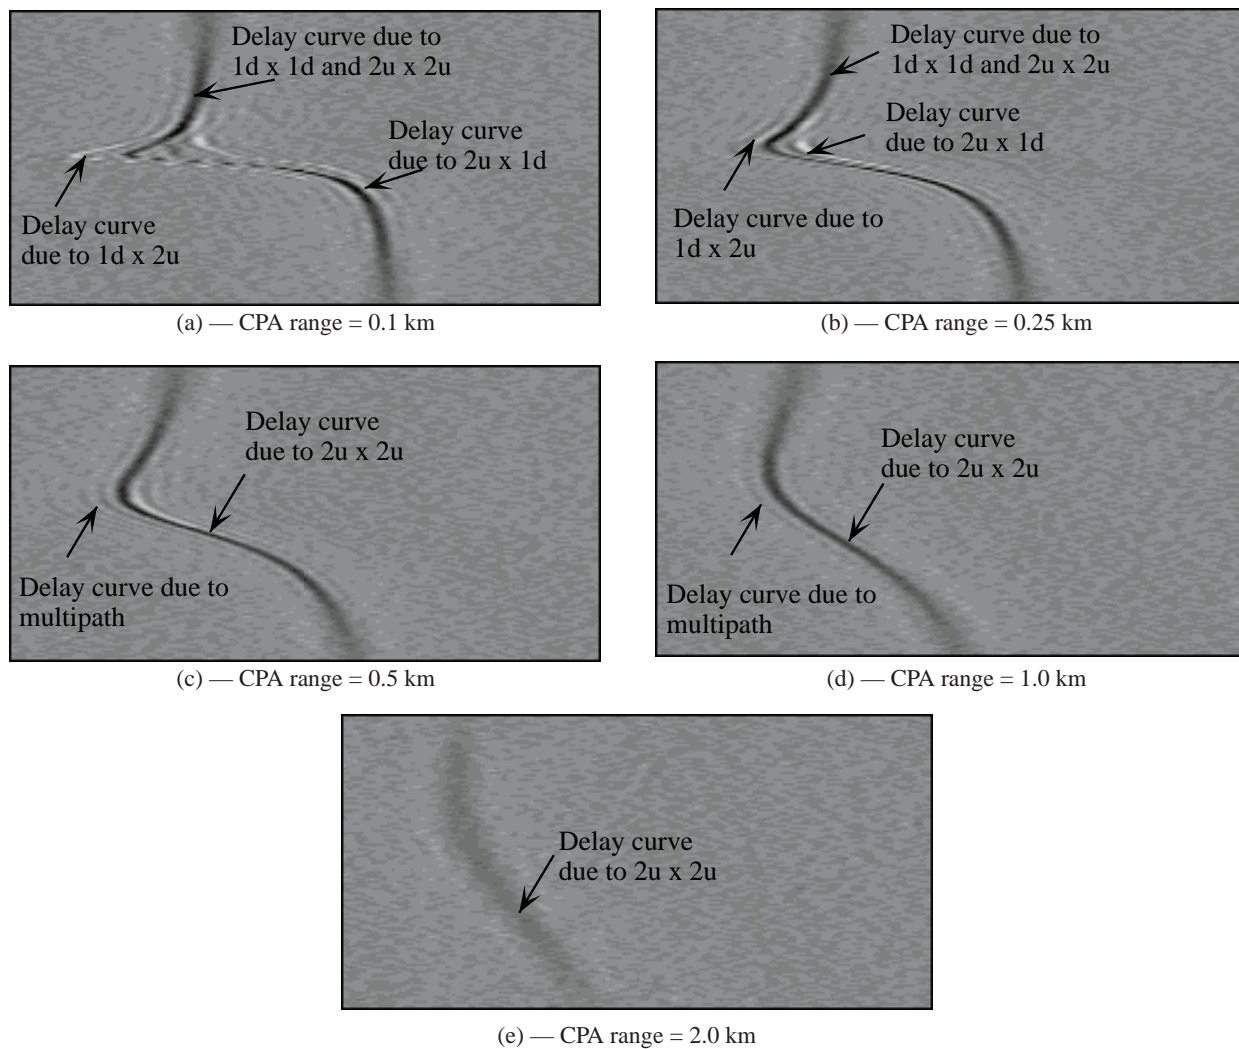 Delay curve due to
1d x 1d and 2u x 2u
Delay curve
due to 2u x 1d
Delay curve
due to 1d x 2u
(a) — CPA range = 0.1 km
Delay curve due to
1d x 1d and 2u x 2u
Delay curve
due to 2u x 1d
Delay curve due to
1d x 2u
(b) — CPA range = 0.25 km
Delay curve
due to 2u x 2u
Delay curve due to
multipath
(c) — CPA range = 0.5 km
Delay curve
due to 2u x 2u
Delay curve due to
multipath
(d) — CPA range = 1.0 km
Delay curve
due to 2u x 2u
(e) — CPA range = 2.0 km